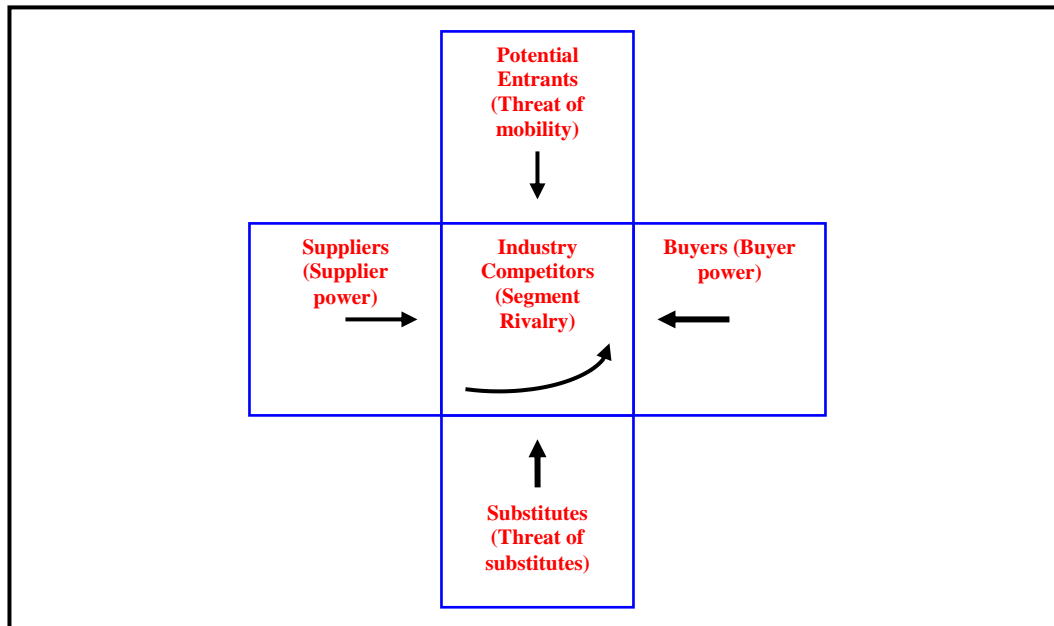 Potential
Entrants
(Threat of
mobility)
Suppliers
(Supplier
power)
Industry
Competitors
(Segment
Rivalry)
Buyers (Buyer
power)
Substitutes
(Threat of
substitutes)